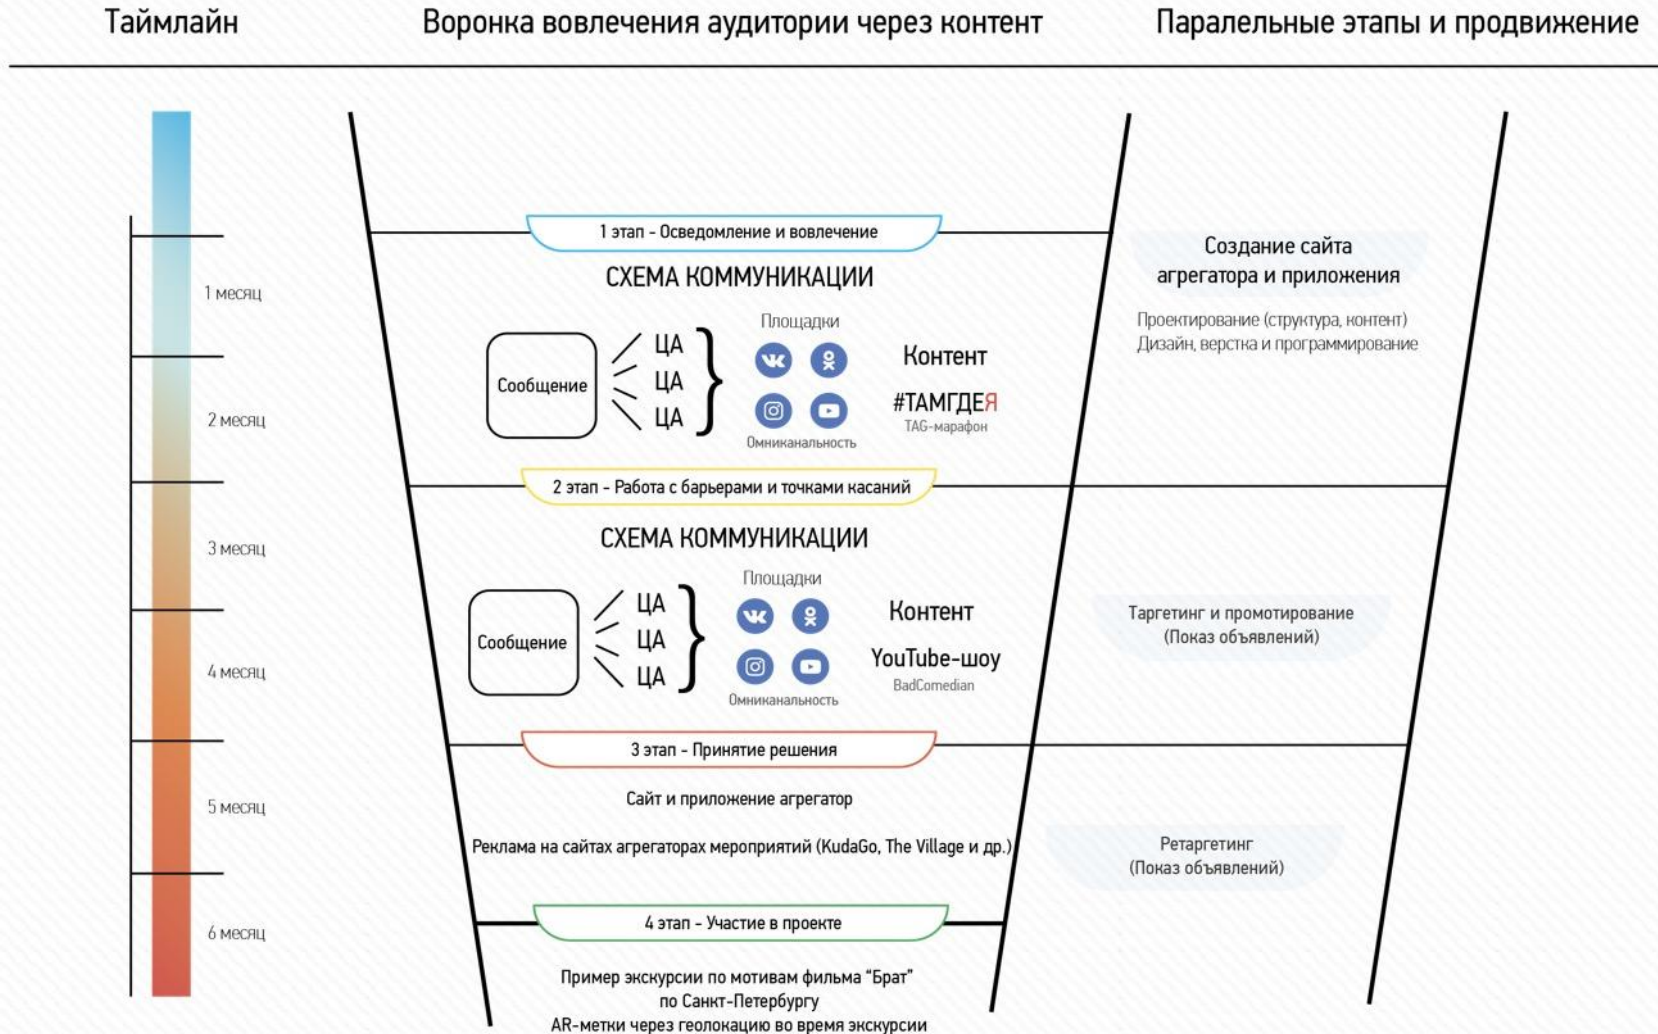 Таймлайн
Воронка вовлечения аудитории через контент
Паралельные этапы и продвижение
1 месяц
2 месяц
3 месяц
4 месяц
5 месяц
6 месяц
1 этап - Осведомление и вовлечение
СХЕМА КОММУНИКАЦИИ
Сообщение
ЦА
ЦА
ЦА
Площадки
Омниканальность
Контент
#ТАМГДЕЯ
TAG-марафон
2 этап - Работа с барьерами и точками касаний
СХЕМА КОММУНИКАЦИИ
Сообщение
ЦА
ЦА
ЦА
Площадки
Омниканальность
Контент
YouTube-шоу
BadComedian
3 этап - Принятие решения
Сайт и приложение агрегатор
Реклама на сайтах агрегаторах мероприятий (KudaGo, The Village и др.)
4 этап - Участие в проекте
Пример экскурсии по мотивам фильма “Брат”
по Санкт-Петербургу
AR-метки через геолокацию во время экскурсии
Создание сайта
агрегатора и приложения
Проектирование (структура, контент)
Дизайн, верстка и программирование
Таргетинг и промотирование
(Показ объявлений)
Ретаргетинг
(Показ объявлений)